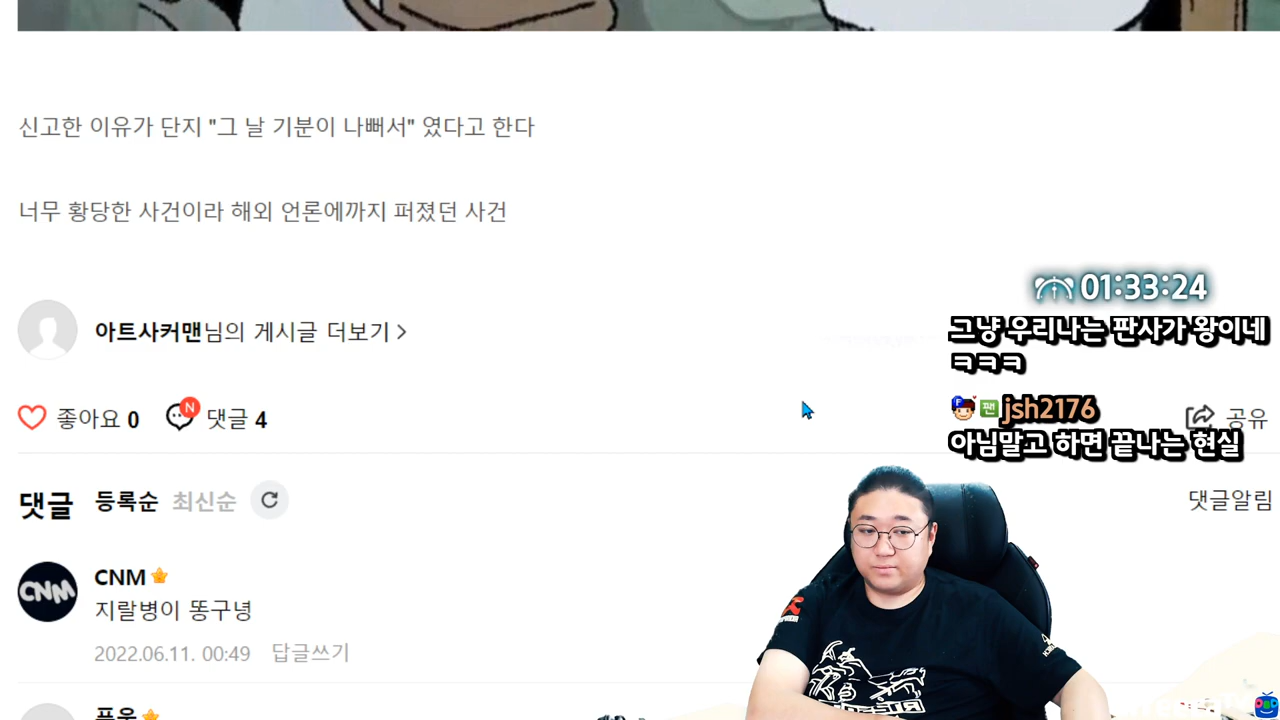 신고한 이유가 단지 "그 날 기분이 나빠서" 였다고 한다
너무 황당한 사건이라 해외 언론에까지 퍼졌던 사건
01:33:24
그냥 우리나는 판사가 왕이네
ㅋㅋㅋ
아트사커맨님의 게시글 더보기 >
좋아요 0
N
댓글 4
F
짼
jsh2176
공유
아님말고 하면 끝나는 현실
댓글
등록순
최신순
댓글알림
CNM
CNM
지랄병이 똥구녕
2022.06.11. 00:49
답글쓰기